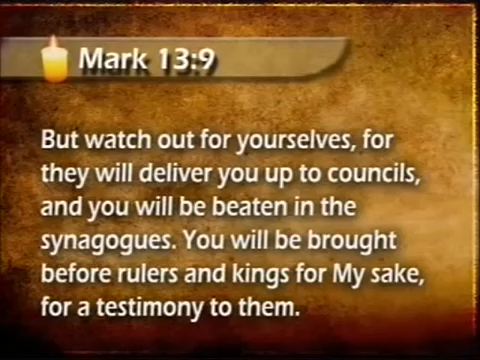 Mark 13:9
But watch out for yourselves, for
they will deliver you up to councils,
and you will be beaten in the
synagogues. You will be brought
before rulers and kings for My sake,
for a testimony to them.